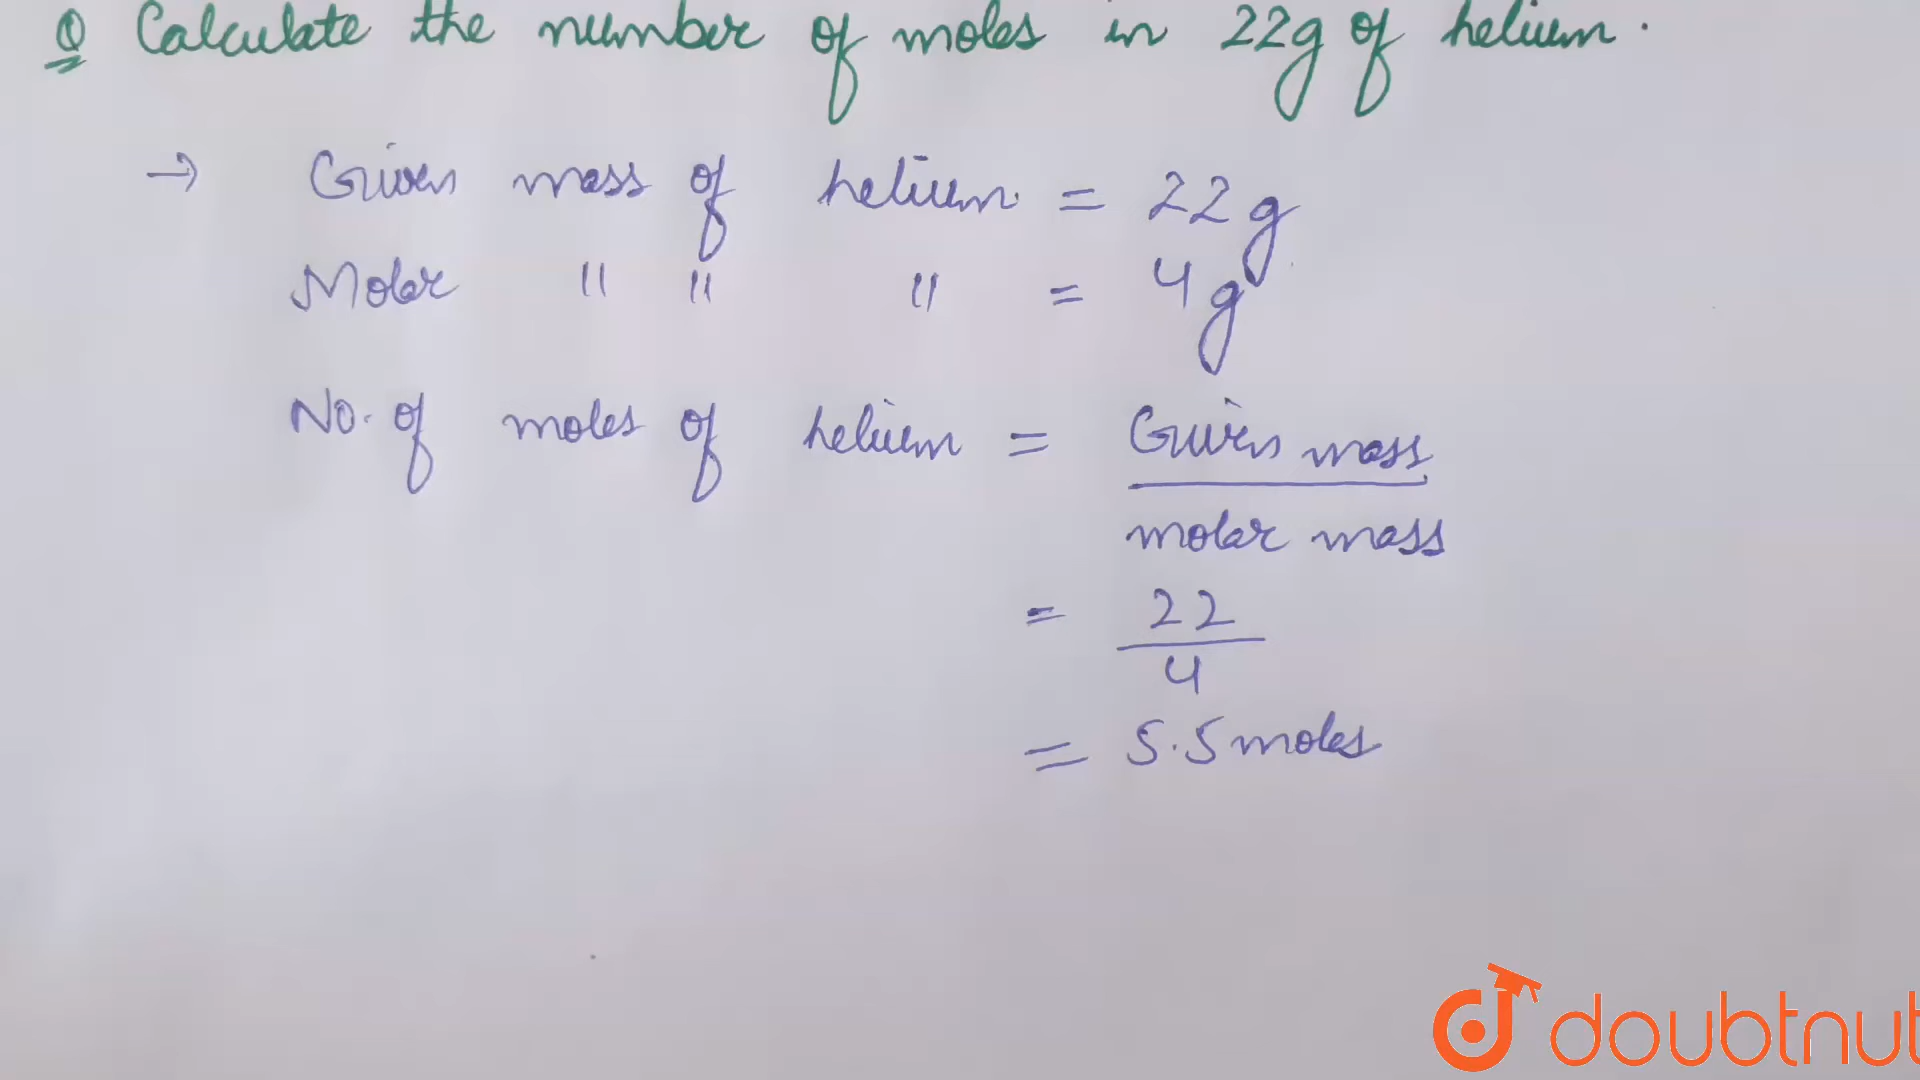 Q Calculate the number of moles in 22g of helium.
→ Given mass of helium = 22g
Molar " " " = 4g
No. of moles of helium = Given mass
molar mass
= 22
4
= 5.5 moles
doubtnut